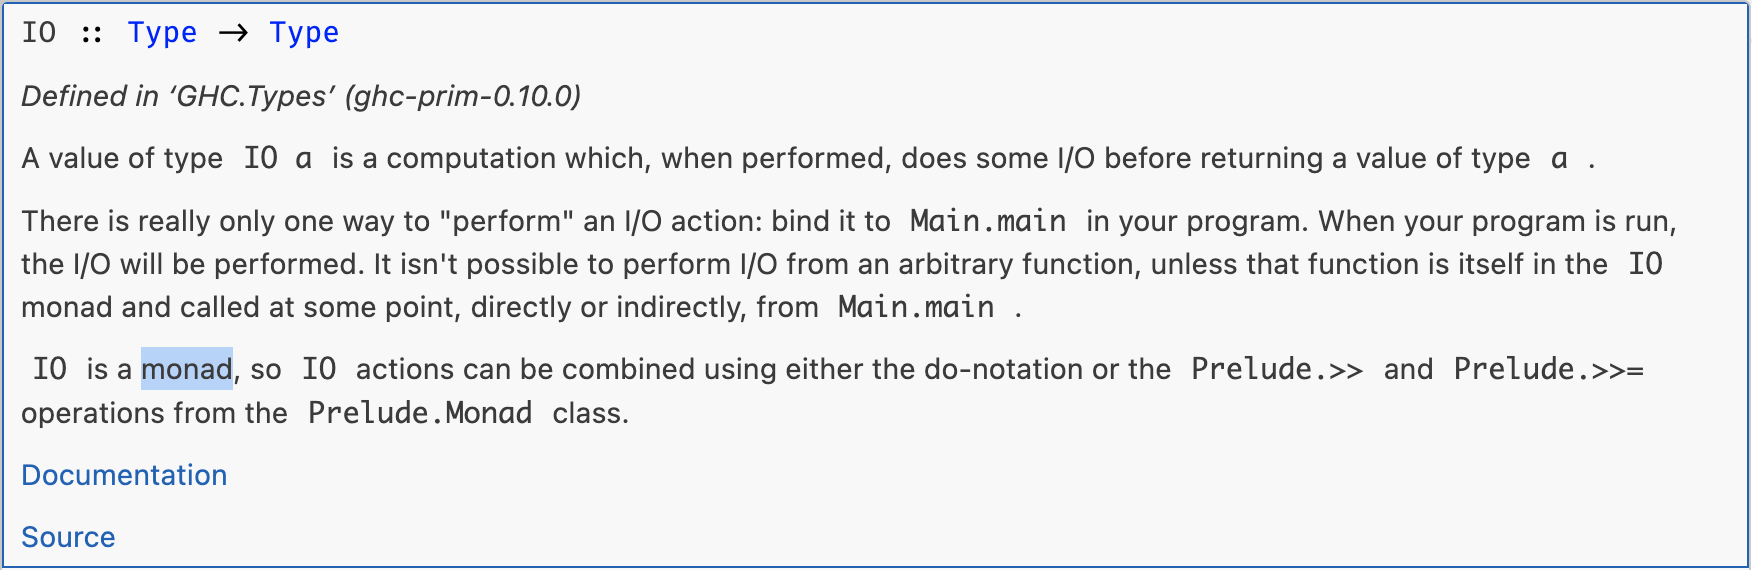 IO :: Type → Type
Defined in ‘GHC.Types’ (ghc-prim-0.10.0)
A value of type IO a is a computation which, when performed, does some I/O before returning a value of type a .
There is really only one way to "perform" an I/O action: bind it to Main.main in your program. When your program is run,
the I/O will be performed. It isn't possible to perform I/O from an arbitrary function, unless that function is itself in the IO
monad and called at some point, directly or indirectly, from Main.main .
IO is a monad, so IO actions can be combined using either the do-notation or the Prelude.>> and Prelude.>>=
operations from the Prelude.Monad class.
Documentation
Source